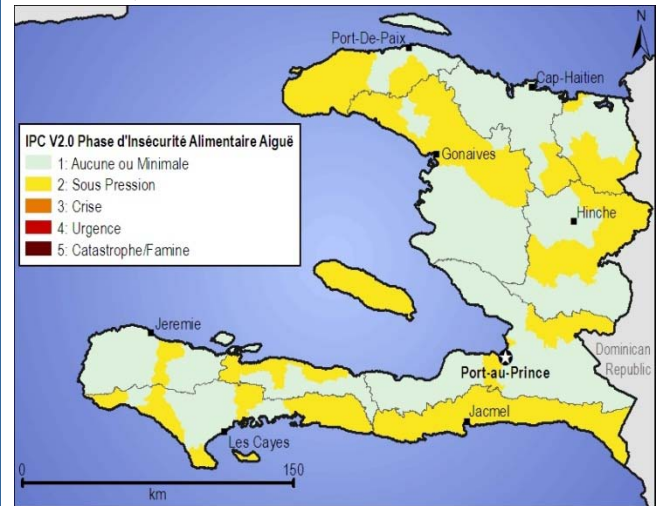 N
Port-De-Paix
Cap-Haitien
IPC V2.0 Phase d'Insécurité Alimentaire Aiguë
1: Aucune ou Minimale
2: Sous Pression
3: Crise
4: Urgence
5: Catastrophe/Famine
Gonaives
Hinche
Jeremie
Dominican
Republic
Port-au-Prince
Jacmel
Les Cayes
0
150
km